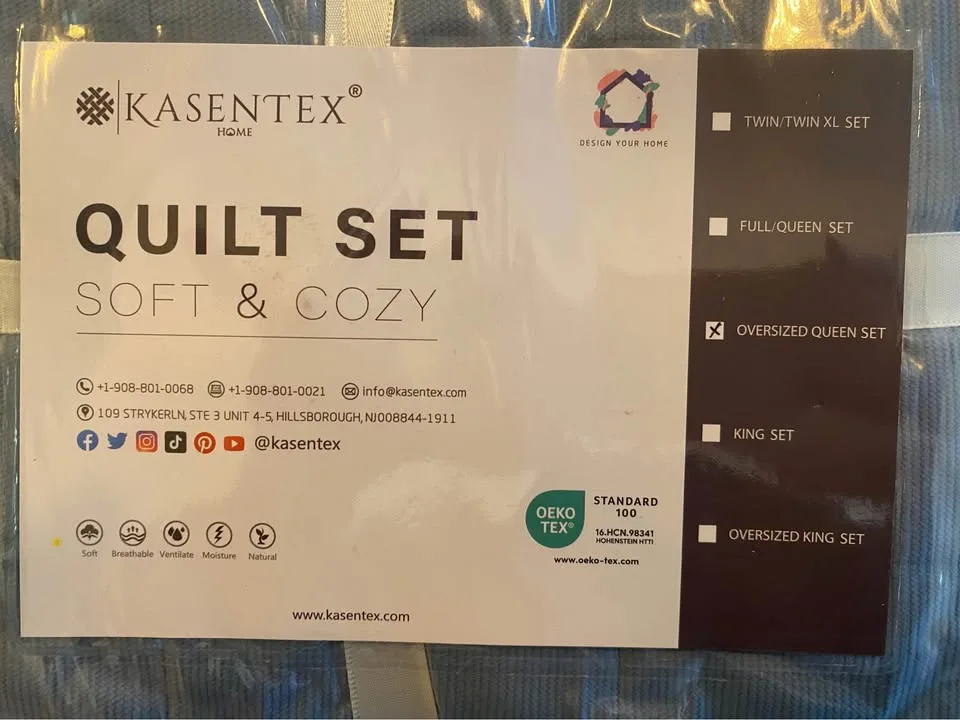 KASENTEX®
HOME
DESIGN YOUR HOME
QUILT SET
SOFT & COZY
+1-908-801-0068 +1-908-801-0021 info@kasentex.com
109 STRYKERLN, STE 3 UNIT 4-5, HILLSBOROUGH, NJ008844-1911
@kasentex
OEKO
TEX®
STANDARD
100
16.HCN.98341
HOHENSTEIN HTTI
www.oeko-tex.com
Soft Breathable Ventilate Moisture Natural
www.kasentex.com
TWIN/TWIN XL SET
FULL/QUEEN SET
OVERSIZED QUEEN SET
KING SET
OVERSIZED KING SET